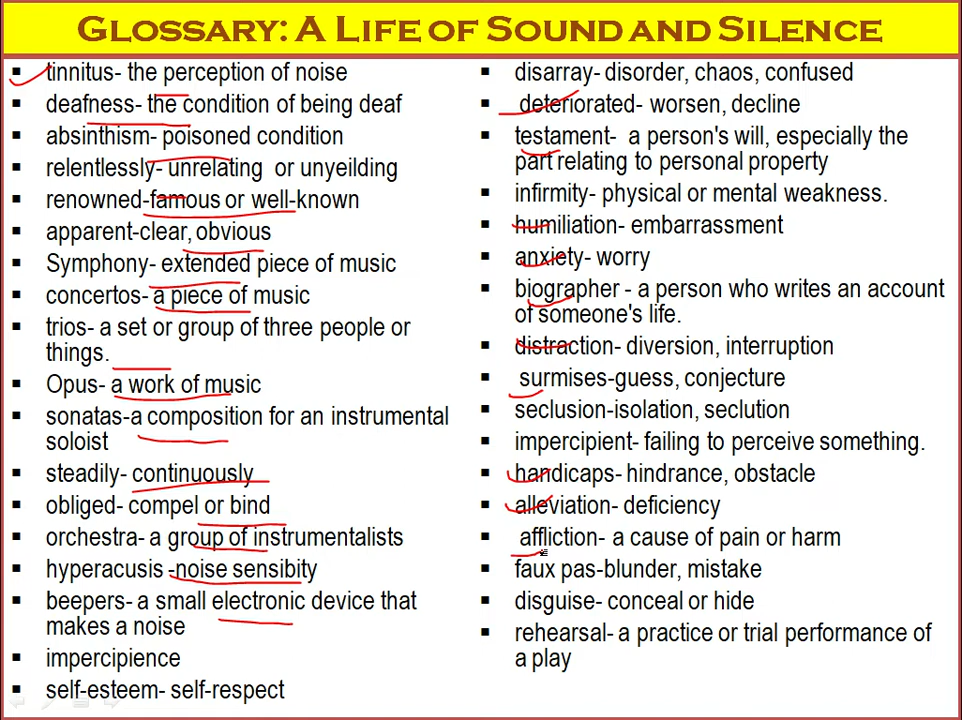 GLOSSARY: A LIFE OF SOUND AND SILENCE
▪ tinnitus- the perception of noise
▪ deafness- the condition of being deaf
▪ absinthism- poisoned condition
▪ relentlessly- unrelating or unyeilding
▪ renowned-famous or well-known
▪ apparent-clear, obvious
▪ Symphony- extended piece of music
▪ concertos- a piece of music
▪ trios- a set or group of three people or
things.
▪ Opus- a work of music
▪ sonatas-a composition for an instrumental
soloist
▪ steadily- continuously
▪ obliged- compel or bind
▪ orchestra- a group of instrumentalists
▪ hyperacusis -noise sensibity
▪ beepers- a small electronic device that
makes a noise
▪ impercipience
▪ self-esteem- self-respect
▪ disarray- disorder, chaos, confused
▪ deteriorated- worsen, decline
▪ testament- a person's will, especially the
part relating to personal property
▪ infirmity- physical or mental weakness.
▪ humiliation- embarrassment
▪ anxiety- worry
▪ biographer - a person who writes an account
of someone's life.
▪ distraction- diversion, interruption
▪ surmises-guess, conjecture
▪ seclusion-isolation, seclution
▪ impercipient- failing to perceive something.
▪ handicaps- hindrance, obstacle
▪ alleviation- deficiency
▪ affliction- a cause of pain or harm
▪ faux pas-blunder, mistake
▪ disguise- conceal or hide
▪ rehearsal- a practice or trial performance of
a play